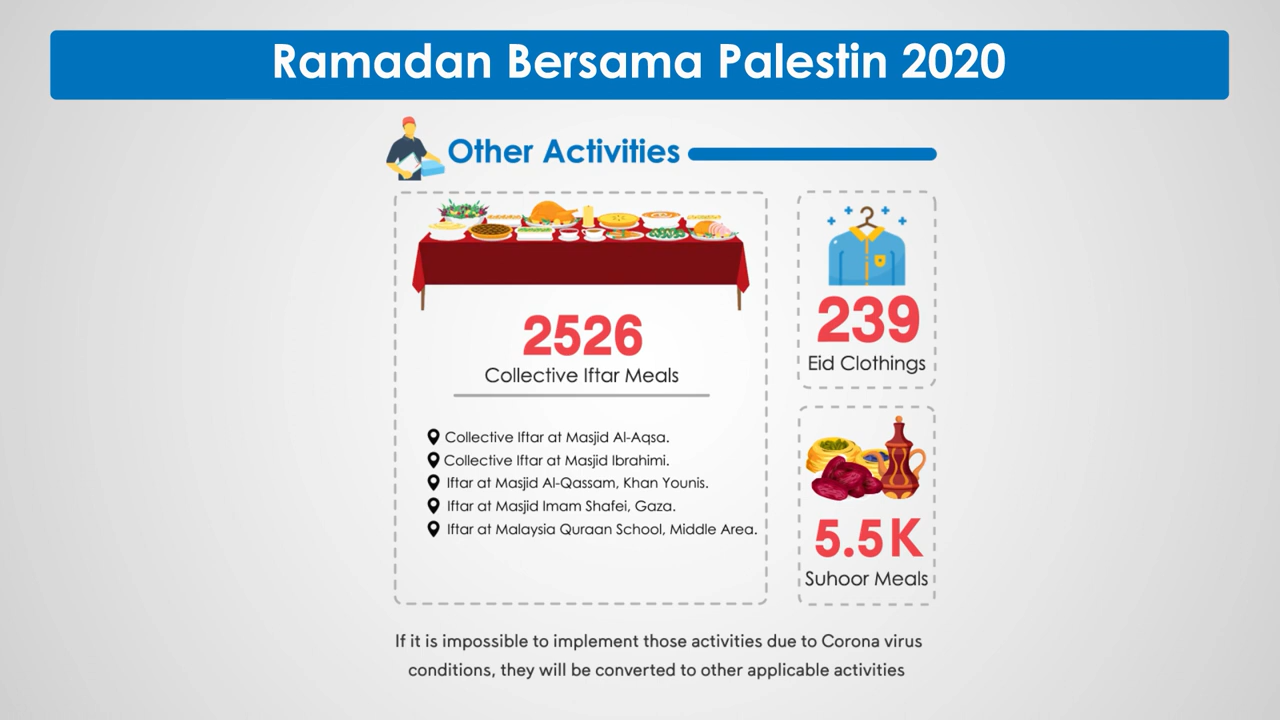 Ramadan Bersama Palestin 2020
Other Activities
2526
Collective Iftar Meals
Collective Iftar at Masjid Al-Aqsa.
Collective Iftar at Masjid Ibrahimi.
Iftar at Masjid Al-Qassam, Khan Younis.
Iftar at Masjid Imam Shafei, Gaza.
Iftar at Malaysia Quraan School, Middle Area.
239
Eid Clothings
5.5K
Suhoor Meals
If it is impossible to implement those activities due to Corona virus
conditions, they will be converted to other applicable activities